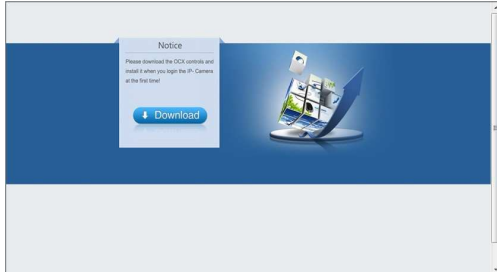 Notice
Please download the OCX controls and
install it when you login the IP- Camera
at the first time!
Download